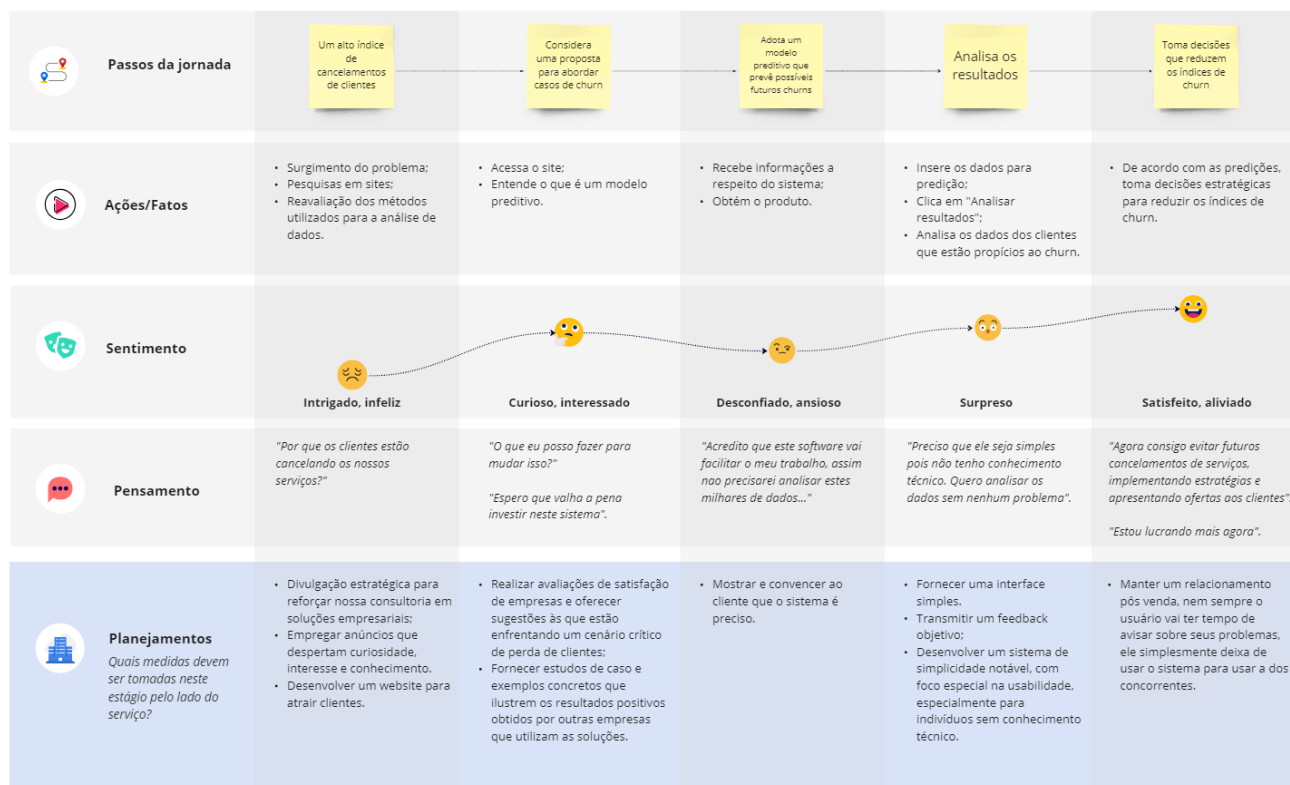 Passos da jornada
Um alto índice
de
cancelamentos
de clientes
Considera
uma proposta
para abordar
casos de churn
Adota um
modelo
preditivo que
prevê possíveis
futuros churns
Analisa os
resultados
Toma decisões
que reduzem
os índices de
churn
Ações/Fatos
• Surgimento do problema;
• Pesquisas em sites;
• Reavaliação dos métodos
utilizados para a análise de
dados.
• Acessa o site;
• Entende o que é um modelo
preditivo.
• Recebe informações a
respeito do sistema;
• Obtém o produto.
• Insere os dados para
predição;
• Clica em "Analisar
resultados";
• Analisa os dados dos clientes
que estão propícios ao churn.
• De acordo com as predições,
toma decisões estratégicas
para reduzir os índices de
churn.
Sentimento
Intrigado, infeliz
Curioso, interessado
Desconfiado, ansioso
Surpreso
Satisfeito, aliviado
Pensamento
"Por que os clientes estão
cancelando os nossos
serviços?"
"O que eu posso fazer para
mudar isso?"
"Espero que valha a pena
investir neste sistema".
"Acredito que este software vai
facilitar o meu trabalho, assim
nao precisarei analisar estes
milhares de dados..."
"Preciso que ele seja simples
pois não tenho conhecimento
técnico. Quero analisar os
dados sem nenhum problema".
"Agora consigo evitar futuros
cancelamentos de serviços,
implementando estratégias e
apresentando ofertas aos clientes".
"Estou lucrando mais agora".
Planejamentos
Quais medidas devem
ser tomadas neste
estágio pelo lado do
serviço?
• Divulgação estratégica para
reforçar nossa consultoria em
soluções empresariais;
• Empregar anúncios que
despertam curiosidade,
interesse e conhecimento.
• Desenvolver um website para
atrair clientes.
• Realizar avaliações de satisfação
de empresas e oferecer
sugestões às que estão
enfrentando um cenário crítico
de perda de clientes;
• Fornecer estudos de caso e
exemplos concretos que
ilustrem os resultados positivos
obtidos por outras empresas
que utilizam as soluções.
• Mostrar e convencer ao
cliente que o sistema é
preciso.
• Fornecer uma interface
simples.
• Transmitir um feedback
objetivo;
• Desenvolver um sistema de
simplicidade notável, com
foco especial na usabilidade,
especialmente para
indivíduos sem conhecimento
técnico.
• Manter um relacionamento
pós venda, nem sempre o
usuário vai ter tempo de
avisar sobre seus problemas,
ele simplesmente deixa de
usar o sistema para usar a dos
concorrentes.